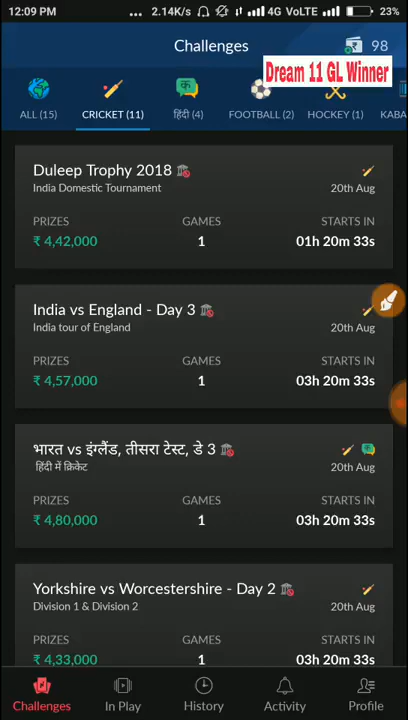 12:09 PM
... 2.14K/s 4G VoLTE 23%
Challenges
98
Dream 11 GL Winner
ALL (15) CRICKET (11) हिंदी (4) FOOTBALL (2) HOCKEY (1) KABA
क
Duleep Trophy 2018
India Domestic Tournament 20th Aug
PRIZES GAMES STARTS IN
₹ 4,42,000 1 01h 20m 33s
India vs England - Day 3
India tour of England 20th Aug
PRIZES GAMES STARTS IN
₹ 4,57,000 1 03h 20m 33s
भारत vs इंग्लैंड, तीसरा टेस्ट, डे 3
हिंदी में क्रिकेट 20th Aug
PRIZES GAMES STARTS IN
₹ 4,80,000 1 03h 20m 33s
Yorkshire vs Worcestershire - Day 2
Division 1 & Division 2 20th Aug
PRIZES GAMES STARTS IN
₹ 4,33,000 1 03h 20m 33s
Challenges In Play History Activity Profile